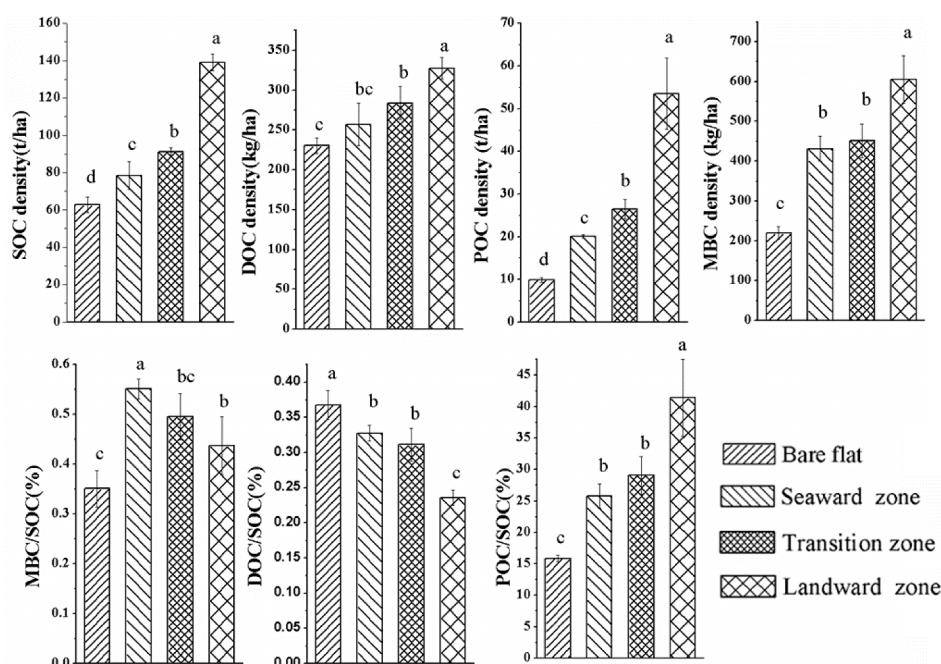 SOC density(t/ha)
160
140
120
100
80
60
40
20
0
d
c
b
a
DOC density(kg/ha)
350
300
250
200
150
100
50
0
c
bc
b
a
POC density (t/ha)
70
60
50
40
30
20
10
0
d
c
b
a
MBC density (kg/ha)
700
600
500
400
300
200
100
0
c
b
b
a
MBC/SOC(%)
0.6
0.5
0.4
0.3
0.2
0.1
0.0
c
a
bc
b
DOC/SOC(%)
0.40
0.35
0.30
0.25
0.20
0.15
0.10
0.05
0.00
a
b
b
c
POC/SOC(%)
45
40
35
30
25
20
15
10
5
0
c
b
b
a
Bare flat
Seaward zone
Transition zone
Landward zone